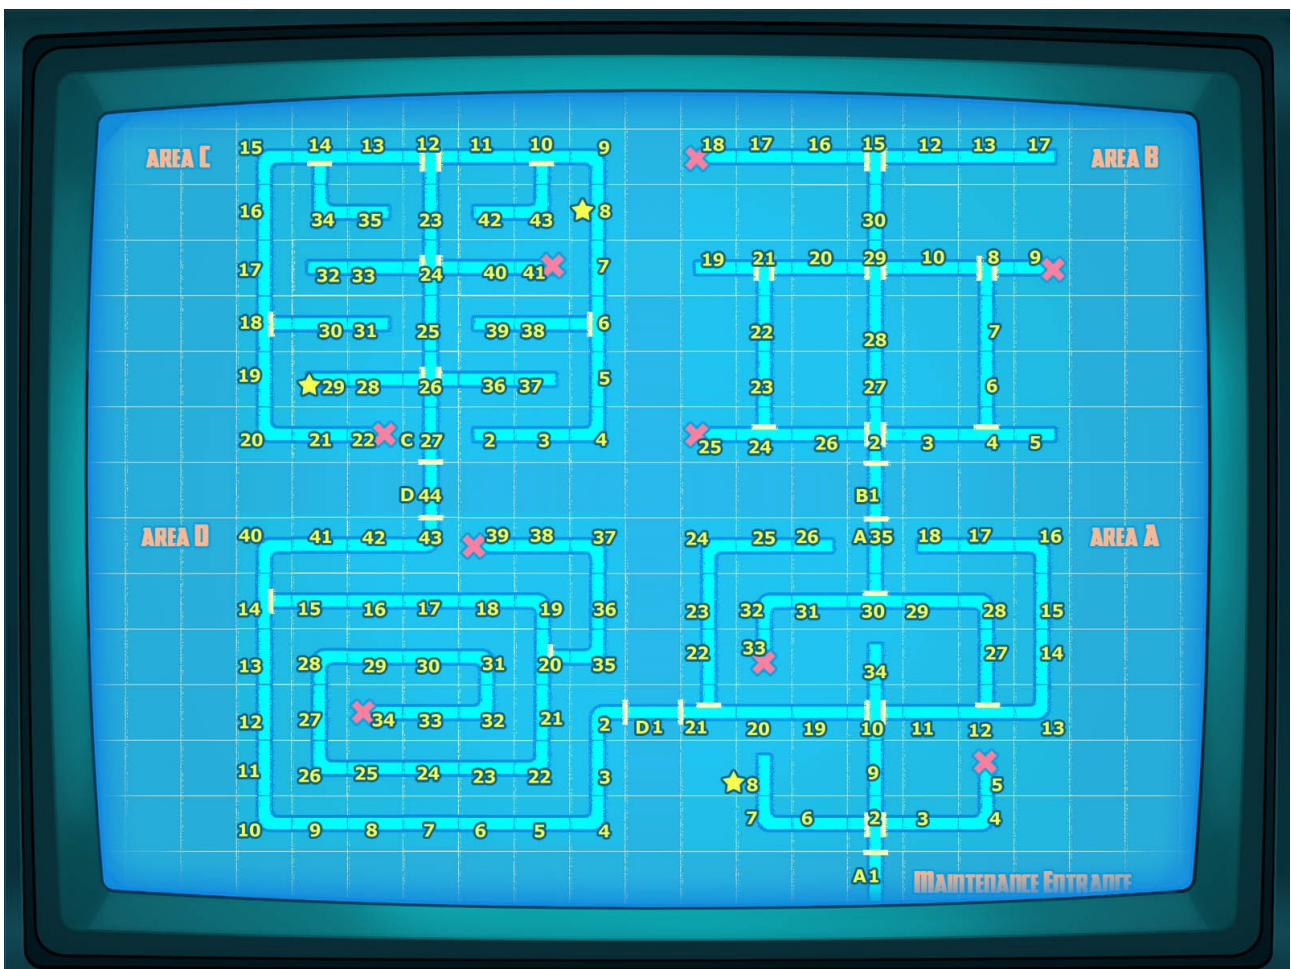 15 14 13 12 11 10 9 18 17 16 15 12 13 17
AREA C AREA B
16 34 35 23 42 43 8 30
17 32 33 24 40 41 7 19 21 20 29 10 8 9
18 30 31 25 39 38 6 22 28 7
19 29 28 26 36 37 5 23 27 6
20 21 22 C 27 2 3 4 25 24 26 2 3 4 5
D 44 B1
AREA D 40 41 42 43 39 38 37 24 25 26 A 35 18 17 16 AREA A
14 15 16 17 18 19 36 23 32 31 30 29 28 15
13 28 29 30 31 20 35 22 33 34 27 14
12 27 34 33 32 21 2 D1 21 20 19 10 11 12 13
11 26 25 24 23 22 3 8 9 5
10 9 8 7 6 5 4 7 6 2 3 4
A1 MAINTENANCE ENTRANCE